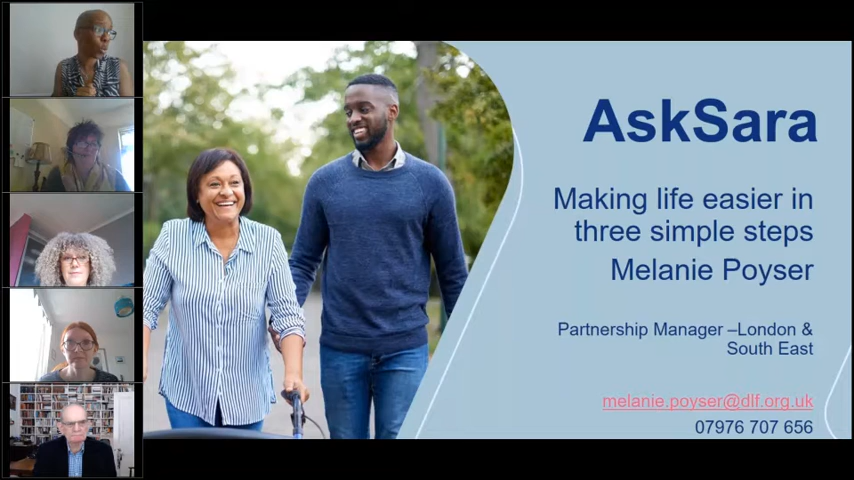 AskSara
Making life easier in
three simple steps
Melanie Poyser
Partnership Manager –London &
South East
melanie.poyser@dlf.org.uk
07976 707 656